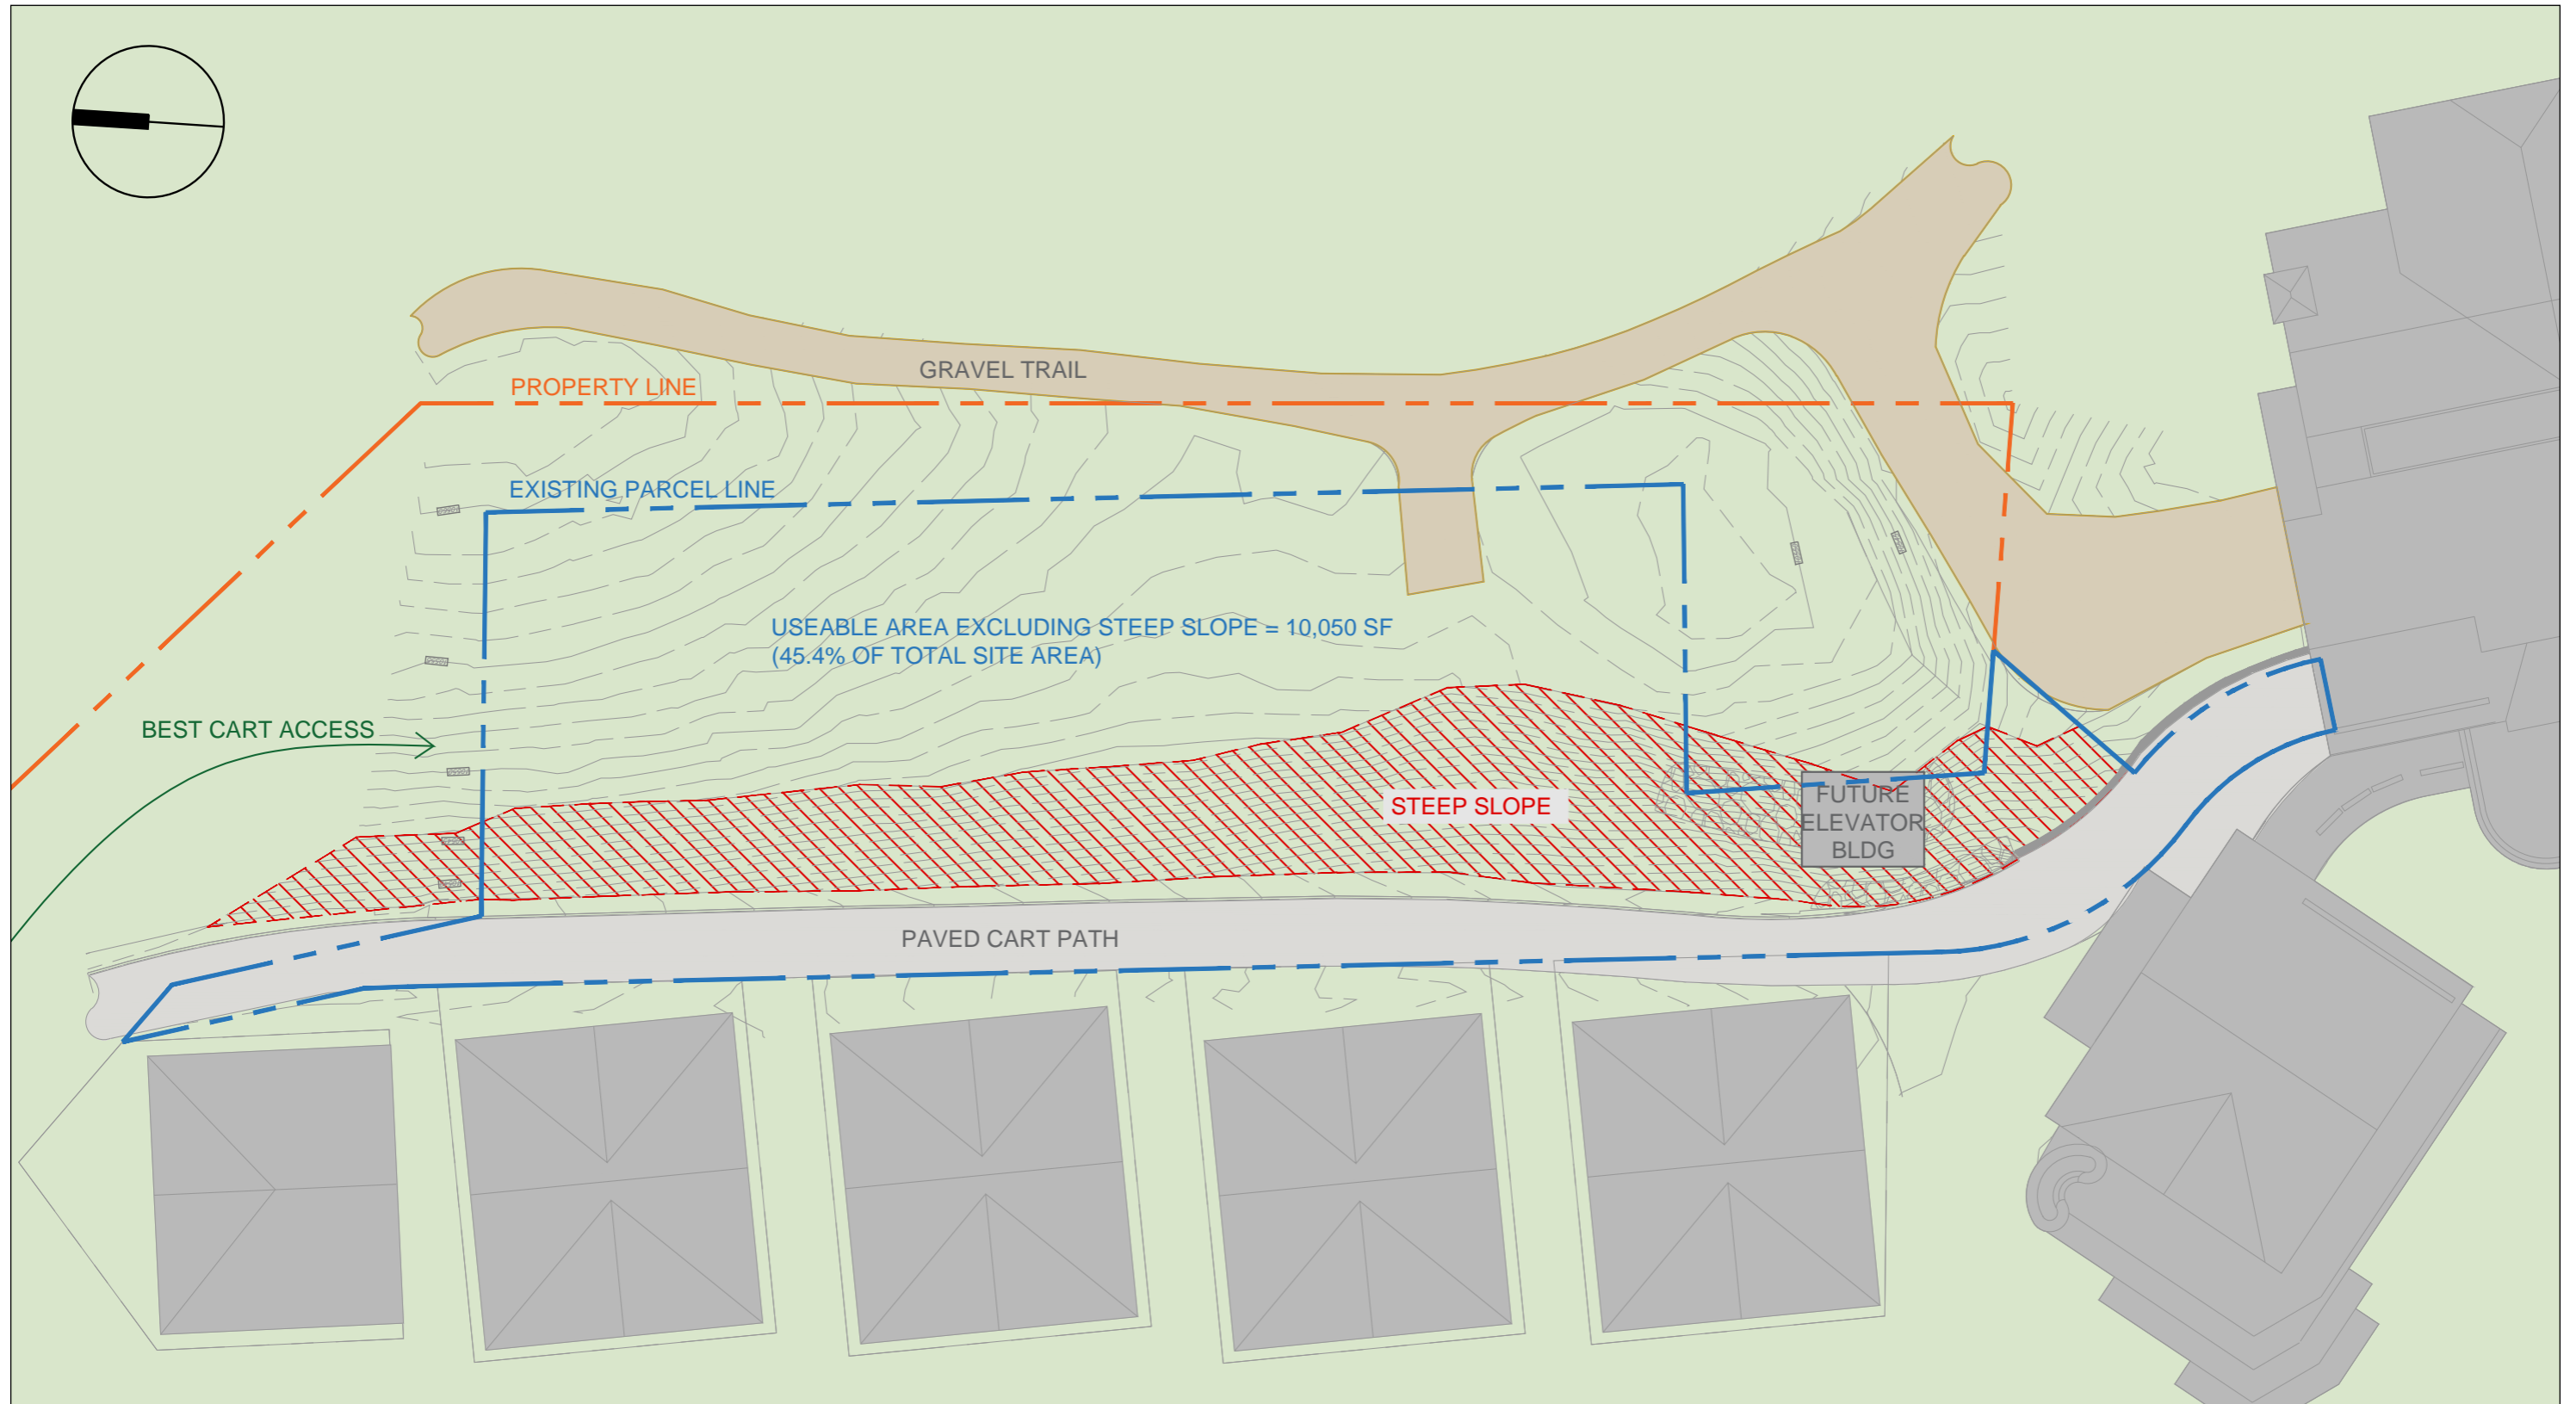 GRAVEL TRAIL
PROPERTY LINE
EXISTING PARCEL LINE
USEABLE AREA EXCLUDING STEEP SLOPE = 10,050 SF
(45.4% OF TOTAL SITE AREA)
BEST CART ACCESS
STEEP SLOPE
FUTURE
ELEVATOR
BLDG
PAVED CART PATH